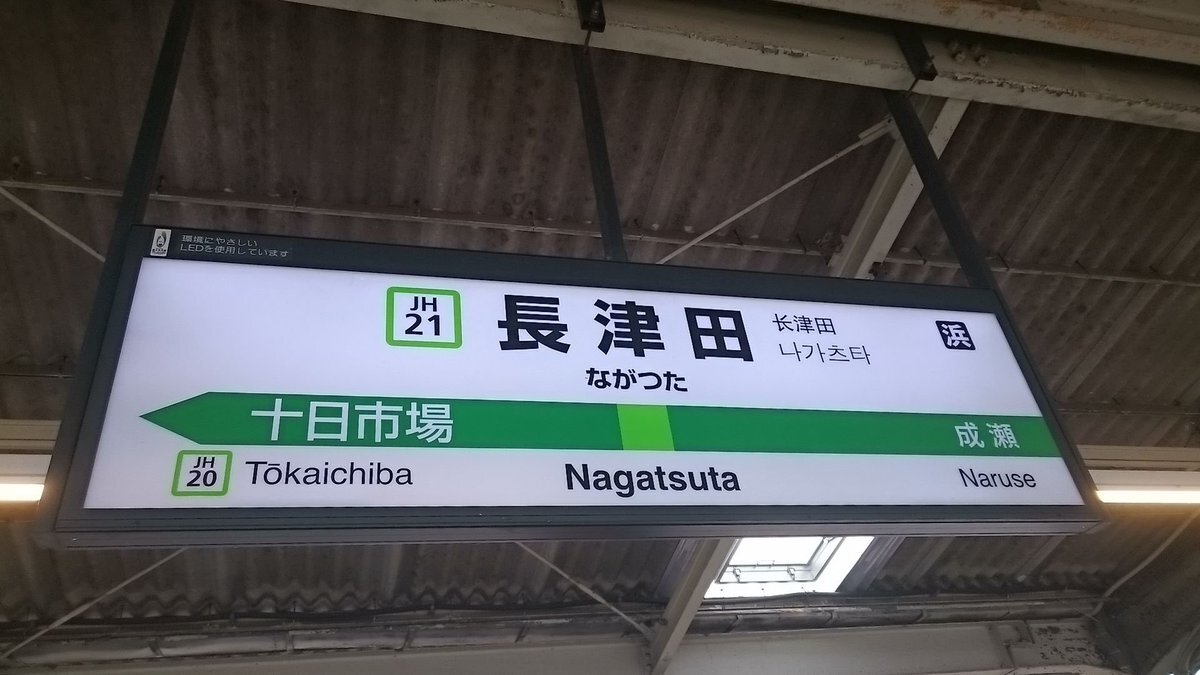 環境にやさしい
LEDを使用しています
JH
21
長津田
长津田
나가츠타
浜
ながつた
十日市場
成瀬
JH
20
Tōkaichiba
Nagatsuta
Naruse